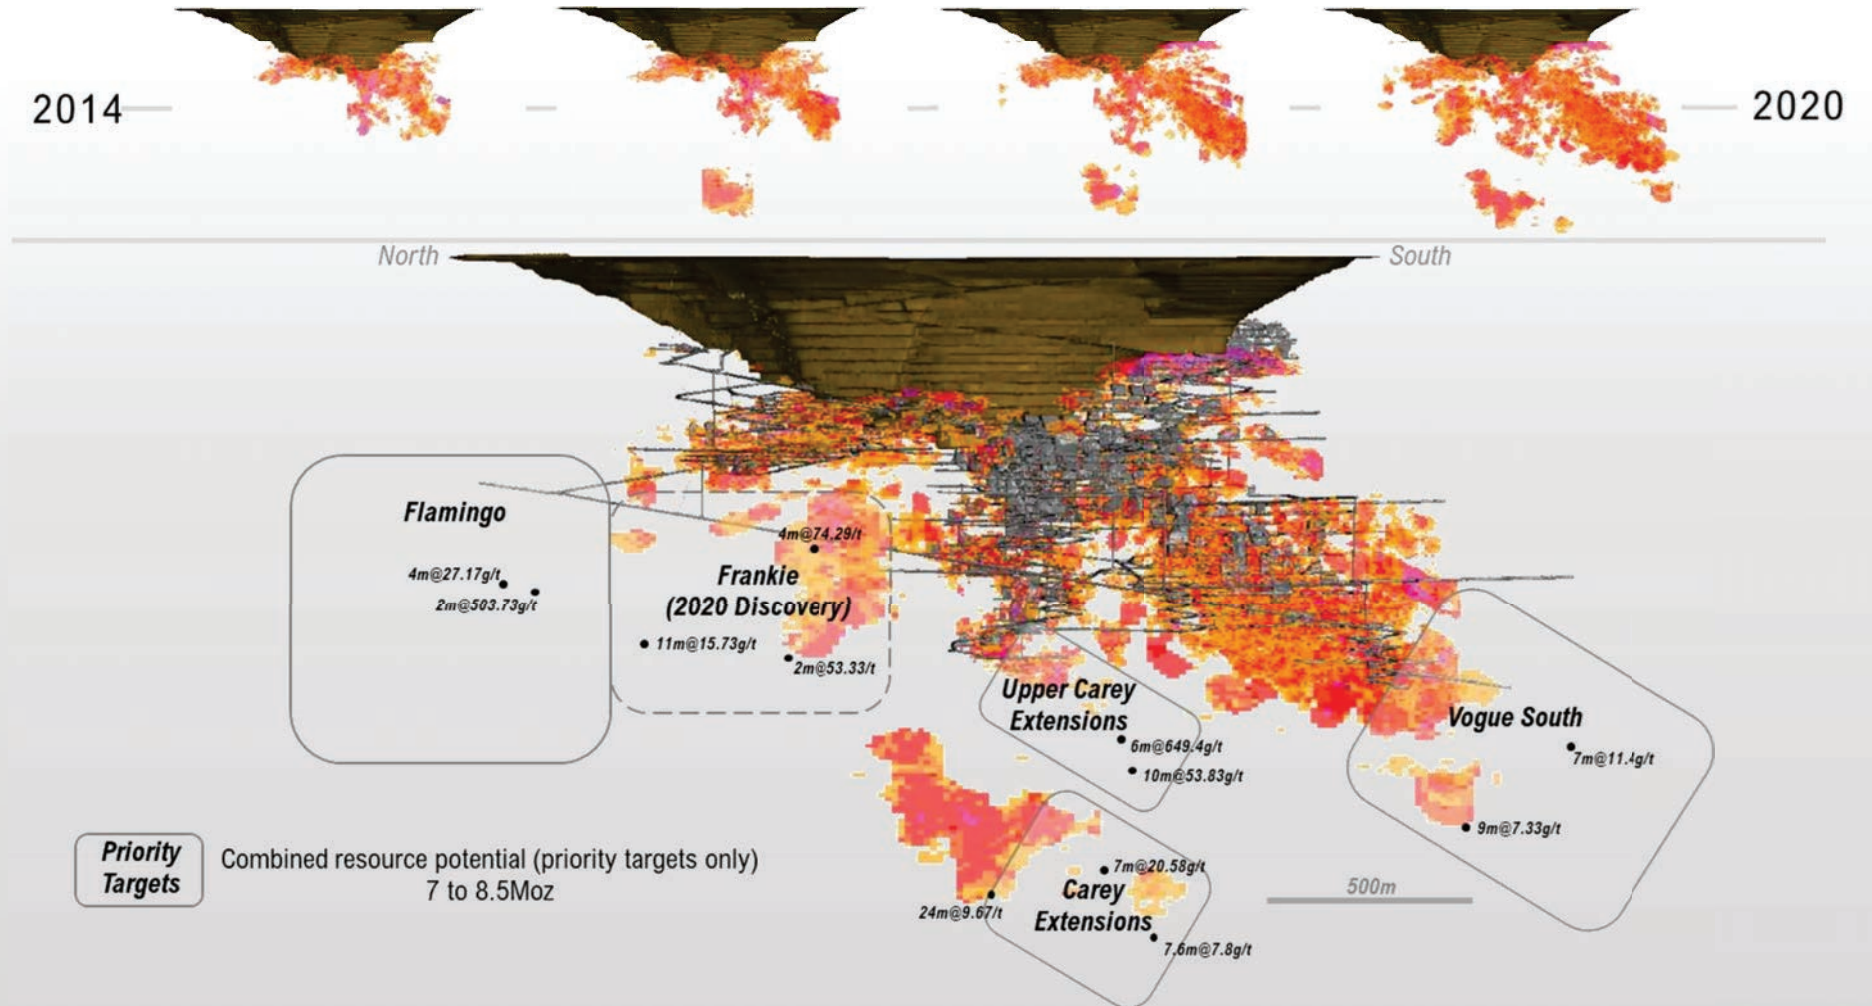 2014
2020
North
South
Flamingo
4m@27.17g/t
2m@503.73g/t
4m@74.29/t
Frankie
(2020 Discovery)
11m@15.73g/t
2m@53.33/t
Upper Carey
Extensions
6m@649.4g/t
10m@53.83g/t
Vogue South
7m@11.4g/t
9m@7.33g/t
7m@20.58g/t
Carey
Extensions
24m@9.67/t
7.6m@7.8g/t
500m
Priority
Targets
Combined resource potential (priority targets only)
7 to 8.5Moz